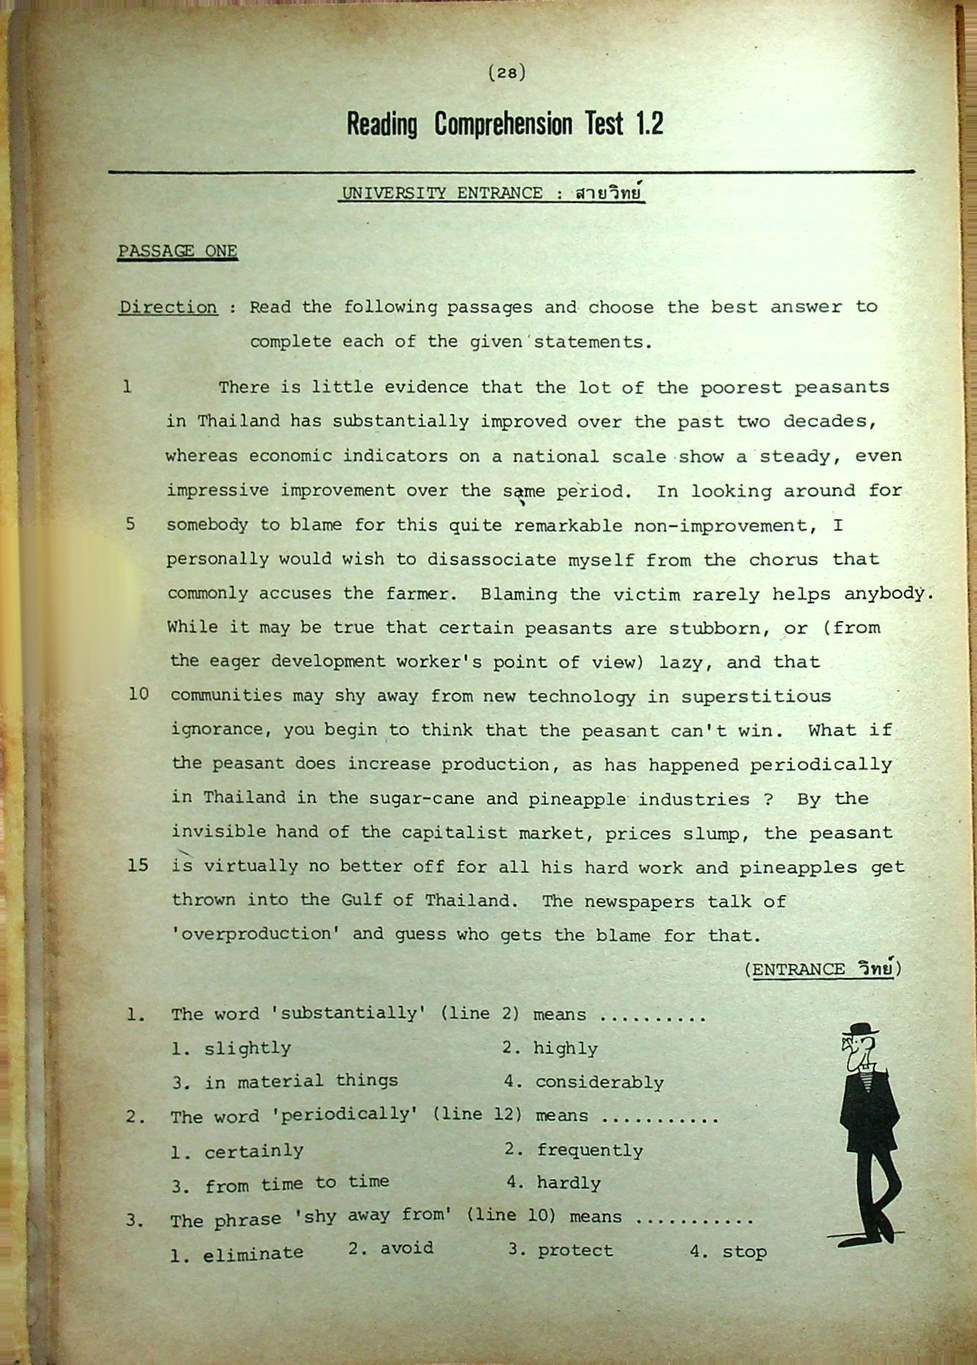 (28)
Reading Comprehension Test 1.2
UNIVERSITY ENTRANCE : สายวิทย์
PASSAGE ONE
Direction : Read the following passages and choose the best answer to
complete each of the given statements.
1 There is little evidence that the lot of the poorest peasants
in Thailand has substantially improved over the past two decades,
whereas economic indicators on a national scale show a steady, even
impressive improvement over the same period. In looking around for
5 somebody to blame for this quite remarkable non-improvement, I
personally would wish to disassociate myself from the chorus that
commonly accuses the farmer. Blaming the victim rarely helps anybody.
While it may be true that certain peasants are stubborn, or (from
the eager development worker's point of view) lazy, and that
10 communities may shy away from new technology in superstitious
ignorance, you begin to think that the peasant can't win. What if
the peasant does increase production, as has happened periodically
in Thailand in the sugar-cane and pineapple industries ? By the
invisible hand of the capitalist market, prices slump, the peasant
15 is virtually no better off for all his hard work and pineapples get
thrown into the Gulf of Thailand. The newspapers talk of
'overproduction' and guess who gets the blame for that.
(ENTRANCE วิทย์)
1. The word 'substantially' (line 2) means ..........
1. slightly 2. highly
3. in material things 4. considerably
2. The word 'periodically' (line 12) means ...........
1. certainly 2. frequently
3. from time to time 4. hardly
3. The phrase 'shy away from' (line 10) means ...........
1. eliminate 2. avoid 3. protect 4. stop